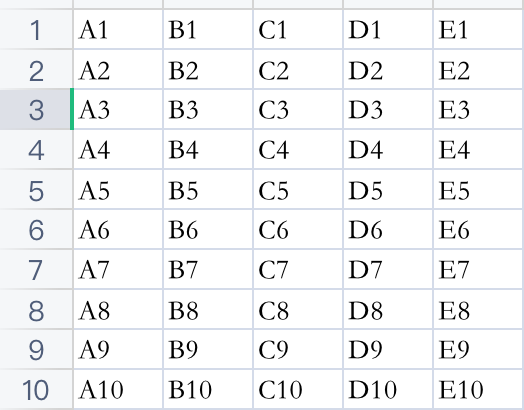 1 A1 B1 C1 D1 E1
2 A2 B2 C2 D2 E2
3 A3 B3 C3 D3 E3
4 A4 B4 C4 D4 E4
5 A5 B5 C5 D5 E5
6 A6 B6 C6 D6 E6
7 A7 B7 C7 D7 E7
8 A8 B8 C8 D8 E8
9 A9 B9 C9 D9 E9
10 A10 B10 C10 D10 E10